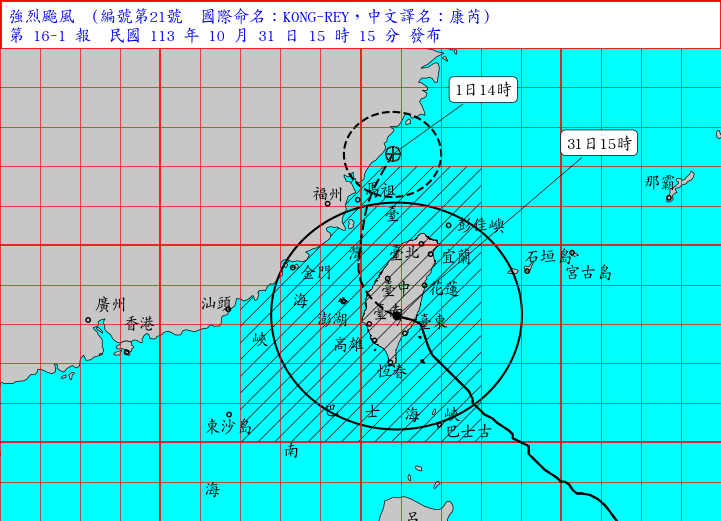 強烈颱風 (編號第21號 國際命名：KONG-REY，中文譯名：康芮)
第 16-1 報 民國 113 年 10 月 31 日 15 時 15 分 發布
1日14時
31日15時
那霸
福州
馬祖
臺
彭佳嶼
灣
臺北
宜蘭
石垣島
宮古島
金門
臺中
花蓮
海
汕頭
廣州
澎湖
臺東
香港
峽
高雄
恆春
巴
士
海
峽
東沙島
巴士古
南
海
呂